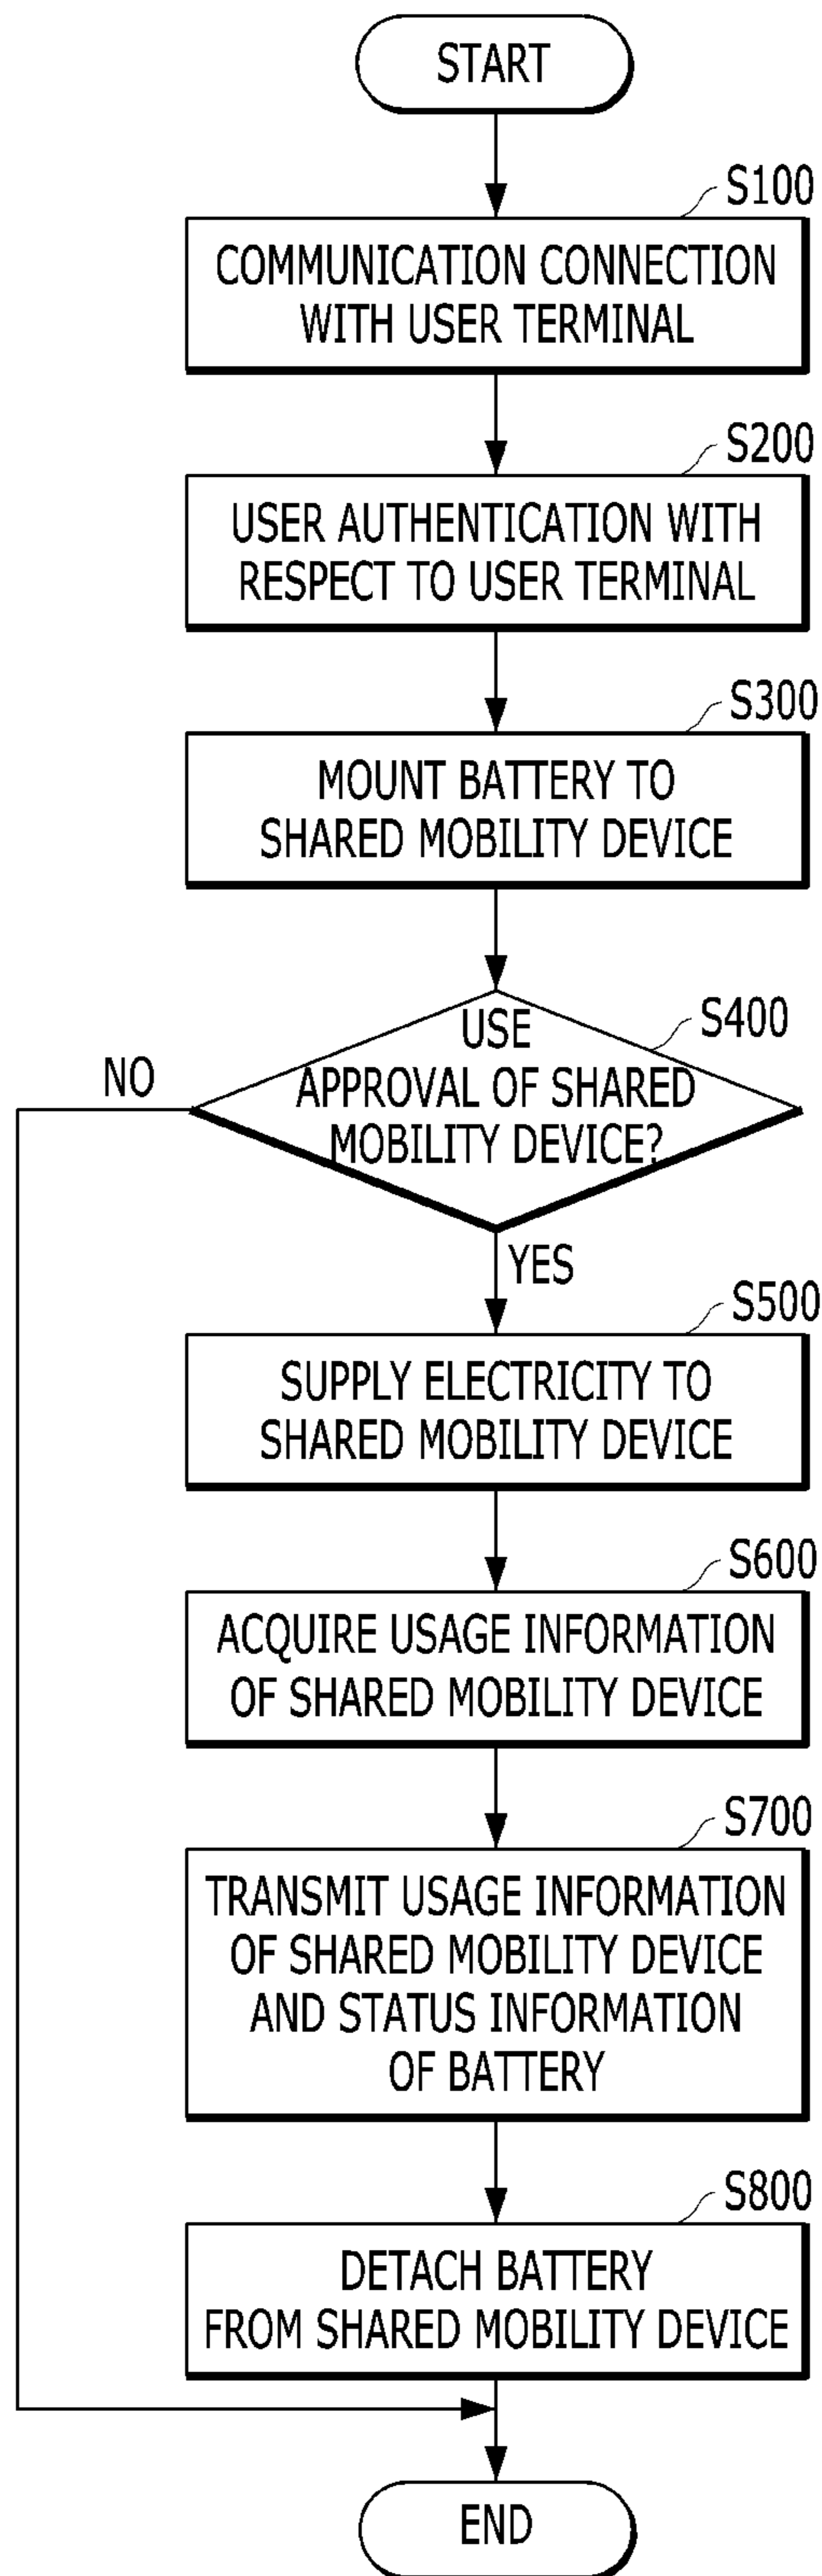 START
S100
COMMUNICATION CONNECTION
WITH USER TERMINAL
S200
USER AUTHENTICATION WITH
RESPECT TO USER TERMINAL
S300
MOUNT BATTERY TO
SHARED MOBILITY DEVICE
S400
USE
APPROVAL OF SHARED
MOBILITY DEVICE?
NO
YES
S500
SUPPLY ELECTRICITY TO
SHARED MOBILITY DEVICE
S600
ACQUIRE USAGE INFORMATION
OF SHARED MOBILITY DEVICE
S700
TRANSMIT USAGE INFORMATION
OF SHARED MOBILITY DEVICE
AND STATUS INFORMATION
OF BATTERY
S800
DETACH BATTERY
FROM SHARED MOBILITY DEVICE
END